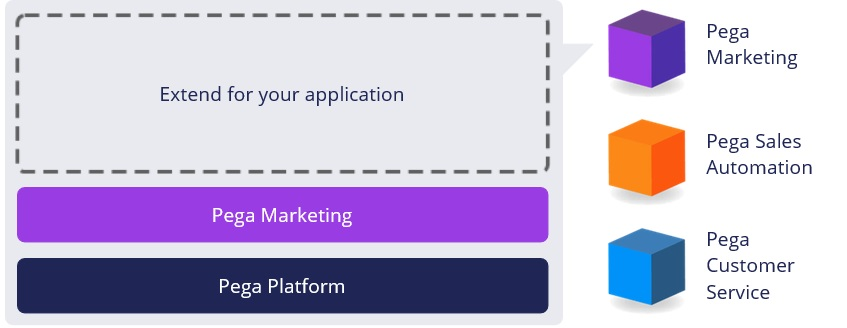 Extend for your application
Pega Marketing
Pega Platform
Pega
Marketing
Pega Sales
Automation
Pega
Customer
Service